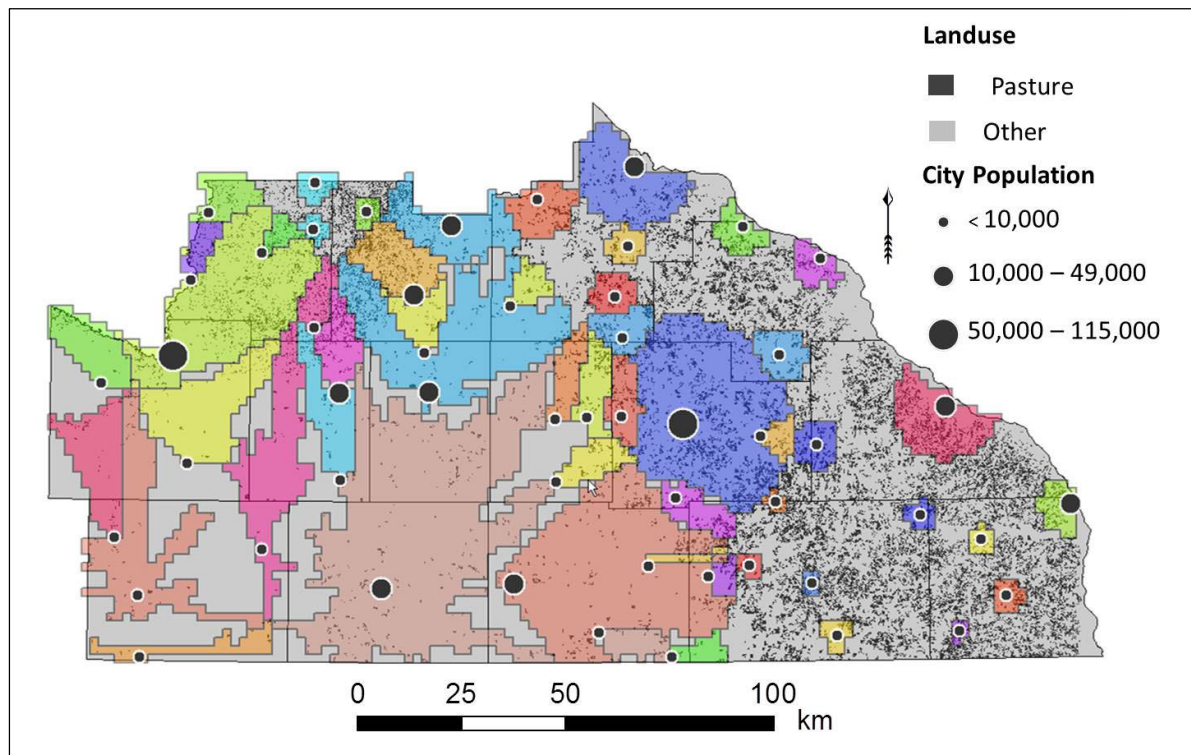 Landuse
Pasture
Other
City Population
< 10,000
10,000 – 49,000
50,000 – 115,000
0 25 50 100
km